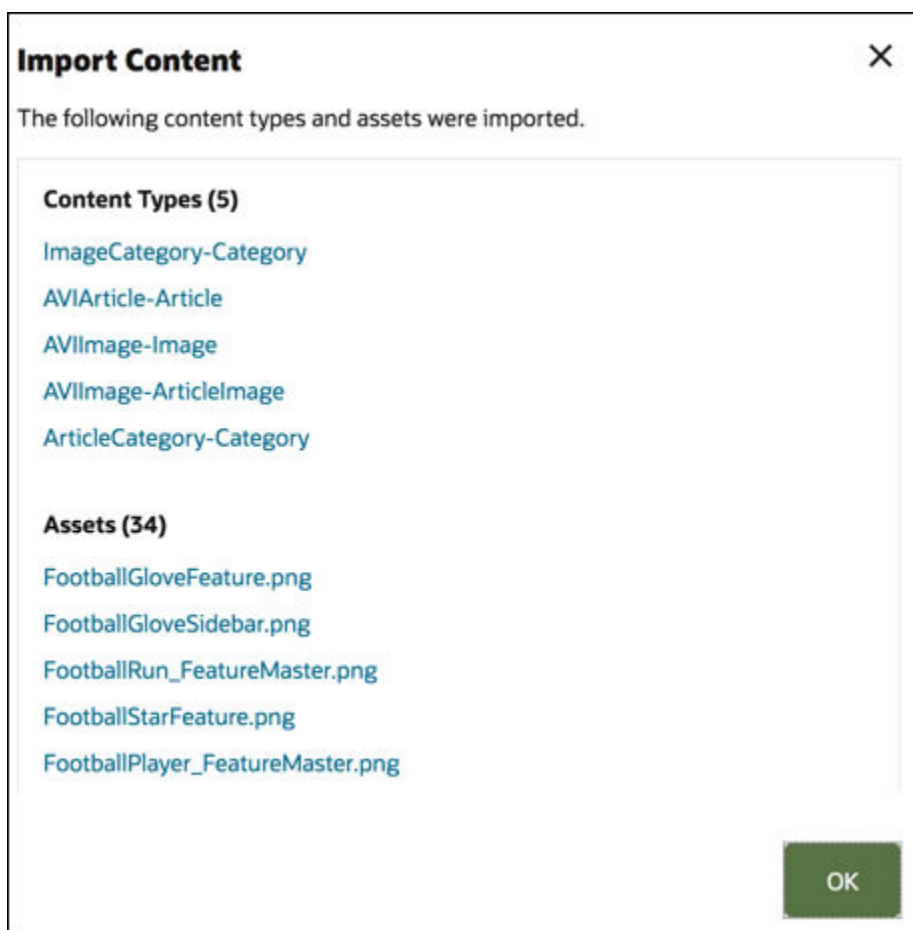 Import Content
The following content types and assets were imported.
Content Types (5)
ImageCategory-Category
AVIArticle-Article
AVIImage-Image
AVIImage-ArticleImage
ArticleCategory-Category
Assets (34)
FootballGloveFeature.png
FootballGloveSidebar.png
FootballRun_FeatureMaster.png
FootballStarFeature.png
FootballPlayer_FeatureMaster.png
OK